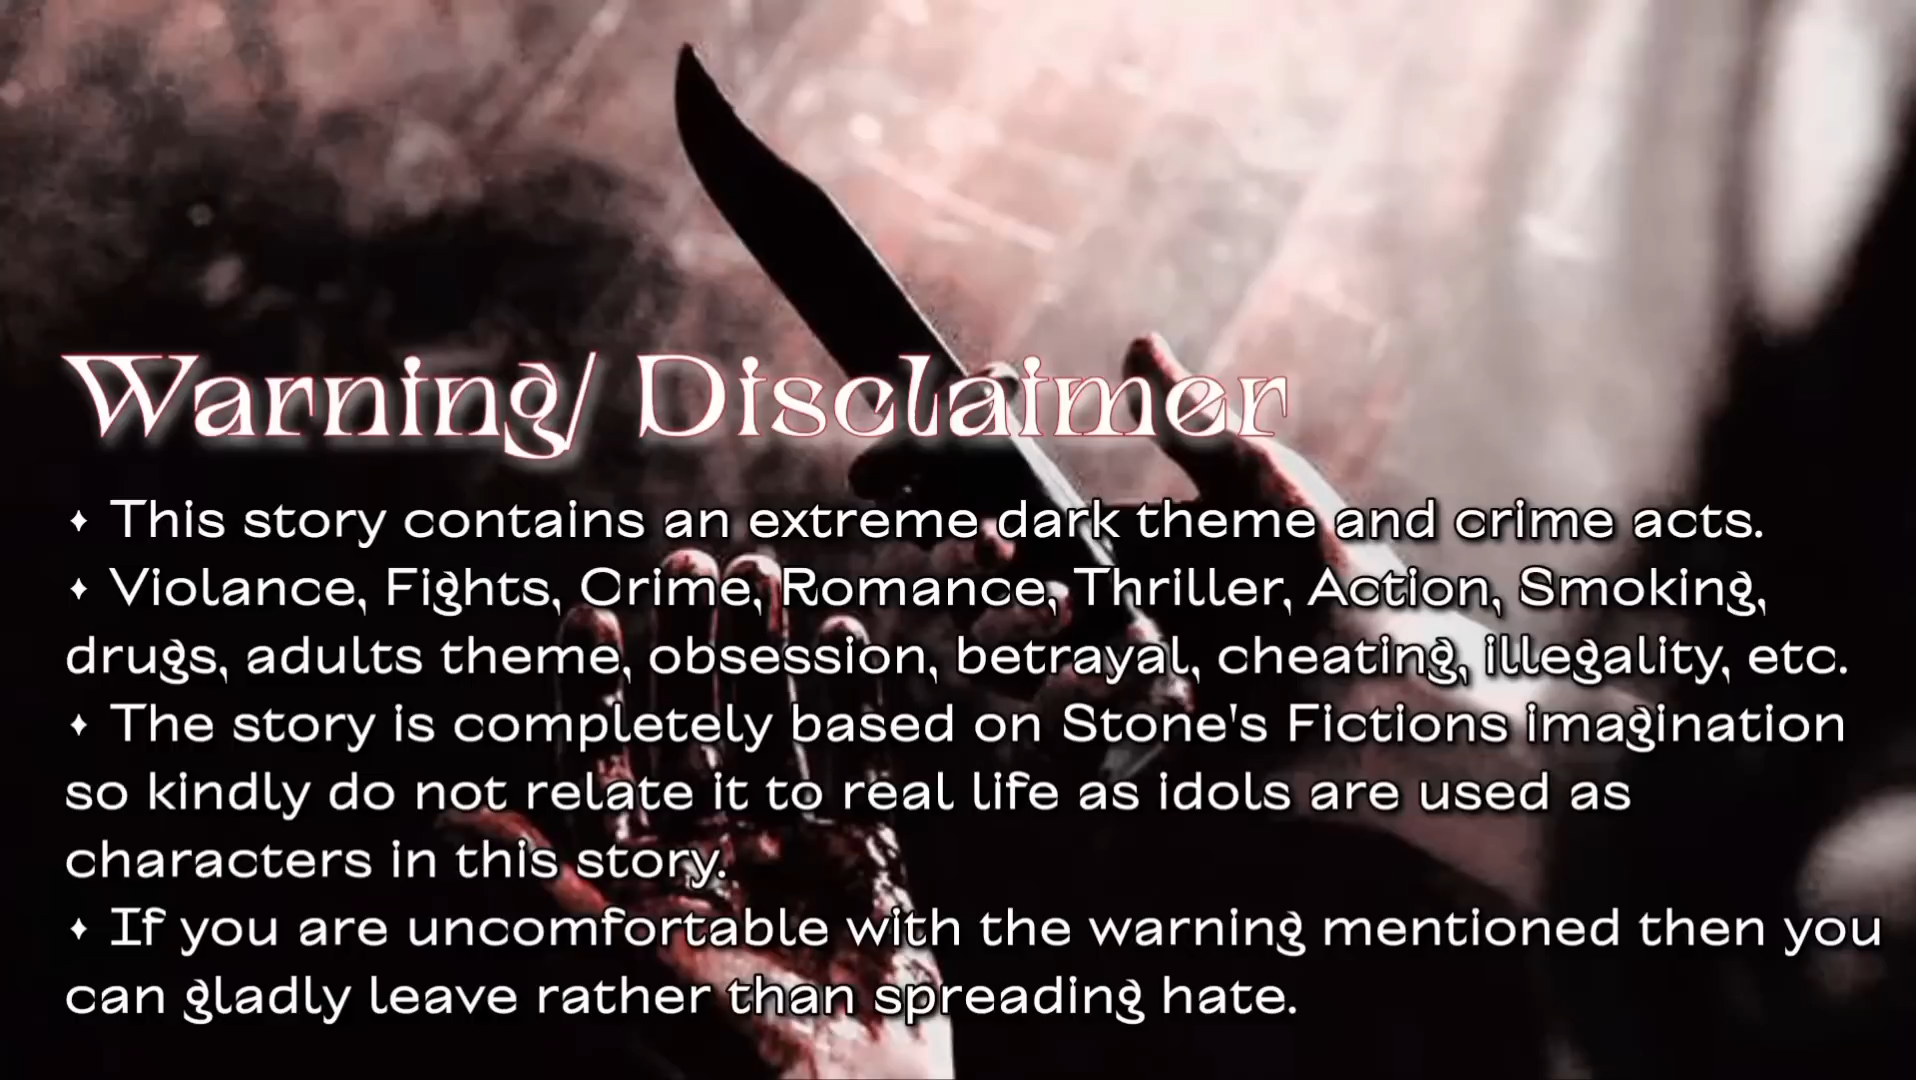 Warning/ Disclaimer
✦ This story contains an extreme dark theme and crime acts.
✦ Violance, Fights, Crime, Romance, Thriller, Action, Smoking,
drugs, adults theme, obsession, betrayal, cheating, illegality, etc.
✦ The story is completely based on Stone's Fictions imagination
so kindly do not relate it to real life as idols are used as
characters in this story.
✦ If you are uncomfortable with the warning mentioned then you
can gladly leave rather than spreading hate.